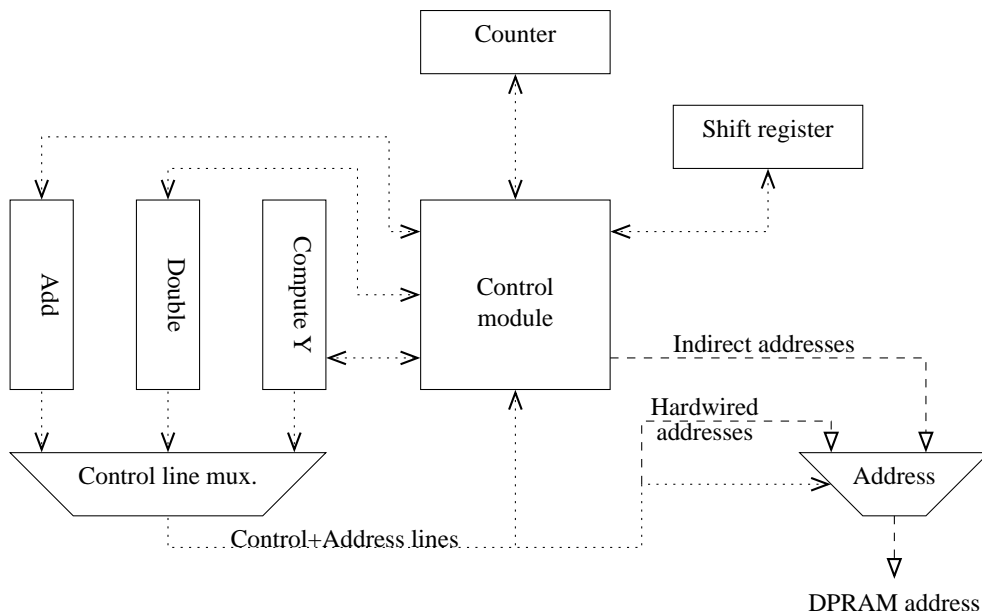 Counter
Shift register
Add
Double
Compute Y
Control
module
Indirect addresses
Hardwired
addresses
Control line mux.
Address
Control+Address lines
DPRAM address